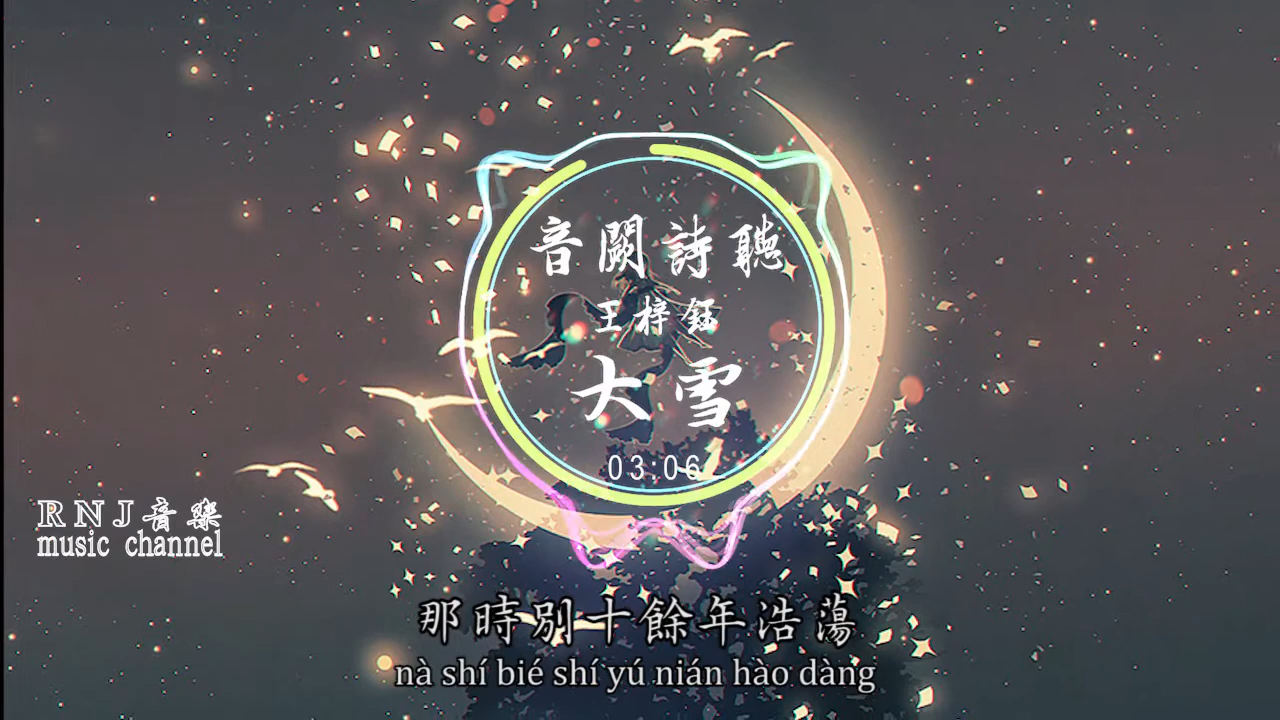 音闕詩聽
王梓鈺
大雪
03:06
RNJ音樂
music channel
那時別十餘年浩蕩
nà shí bié shí yú nián hào dàng